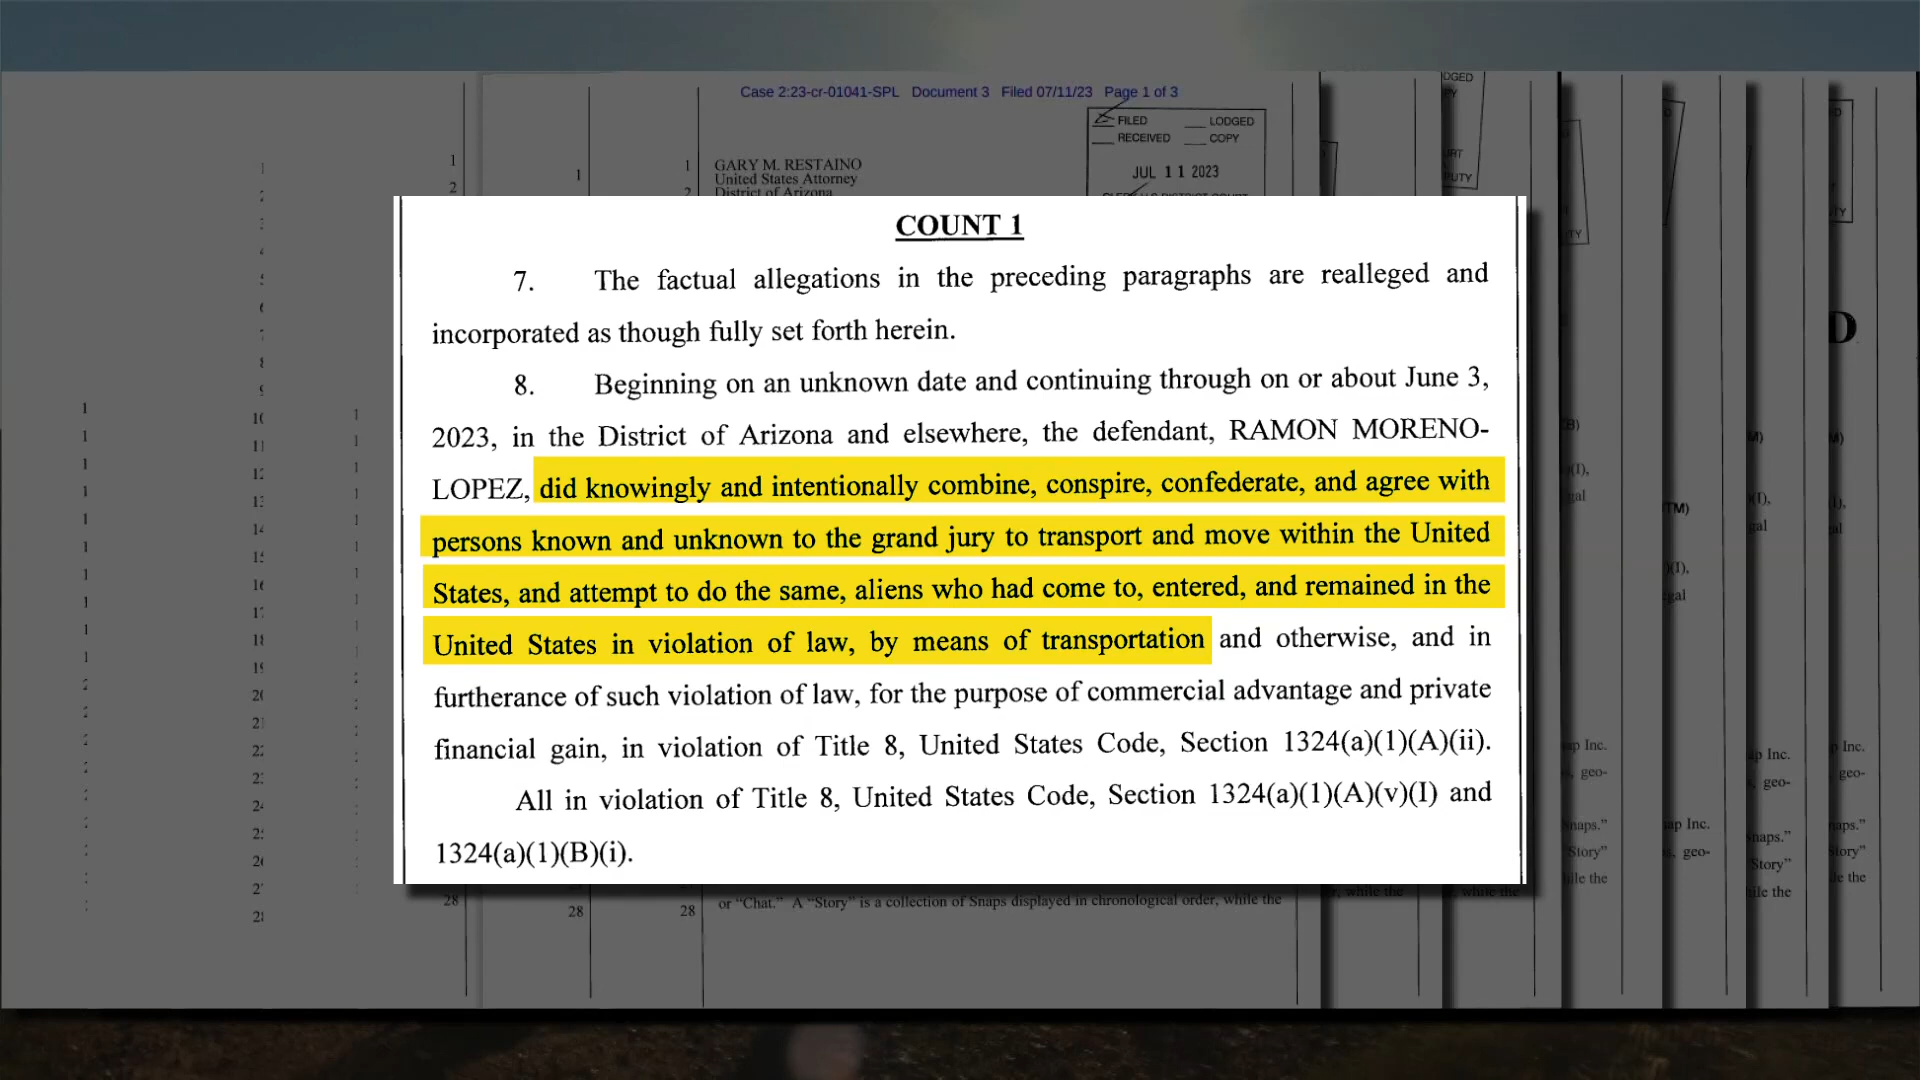 Case 2:23-cr-01041-SPL Document 3 Filed 07/11/23 Page 1 of 3
FILED LODGED
RECEIVED COPY
JUL 11 2023
1 GARY M. RESTAINO
United States Attorney
2 District of Arizona
COUNT 1
7. The factual allegations in the preceding paragraphs are realleged and
incorporated as though fully set forth herein.
8. Beginning on an unknown date and continuing through on or about June 3,
2023, in the District of Arizona and elsewhere, the defendant, RAMON MORENO-
LOPEZ, did knowingly and intentionally combine, conspire, confederate, and agree with
persons known and unknown to the grand jury to transport and move within the United
States, and attempt to do the same, aliens who had come to, entered, and remained in the
United States in violation of law, by means of transportation and otherwise, and in
furtherance of such violation of law, for the purpose of commercial advantage and private
financial gain, in violation of Title 8, United States Code, Section 1324(a)(1)(A)(ii).
All in violation of Title 8, United States Code, Section 1324(a)(1)(A)(v)(I) and
1324(a)(1)(B)(i).
28 or “Chat.” A “Story” is a collection of Snaps displayed in chronological order, while the